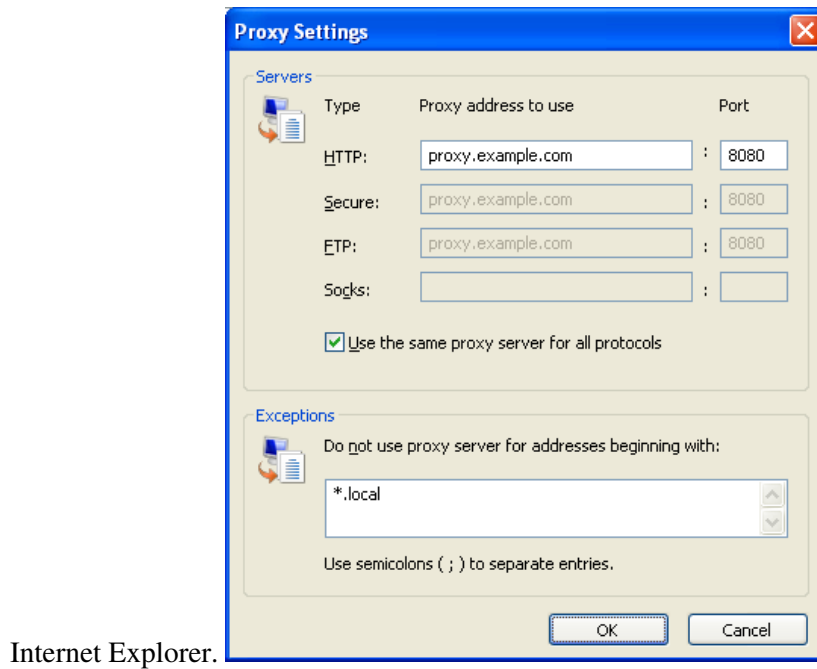 Proxy Settings
Servers
Type Proxy address to use Port
HTTP: proxy.example.com : 8080
Secure: proxy.example.com : 8080
FTP: proxy.example.com : 8080
Socks: :
Use the same proxy server for all protocols
Exceptions
Do not use proxy server for addresses beginning with:
*.local
Use semicolons ( ; ) to separate entries.
OK Cancel
Internet Explorer.